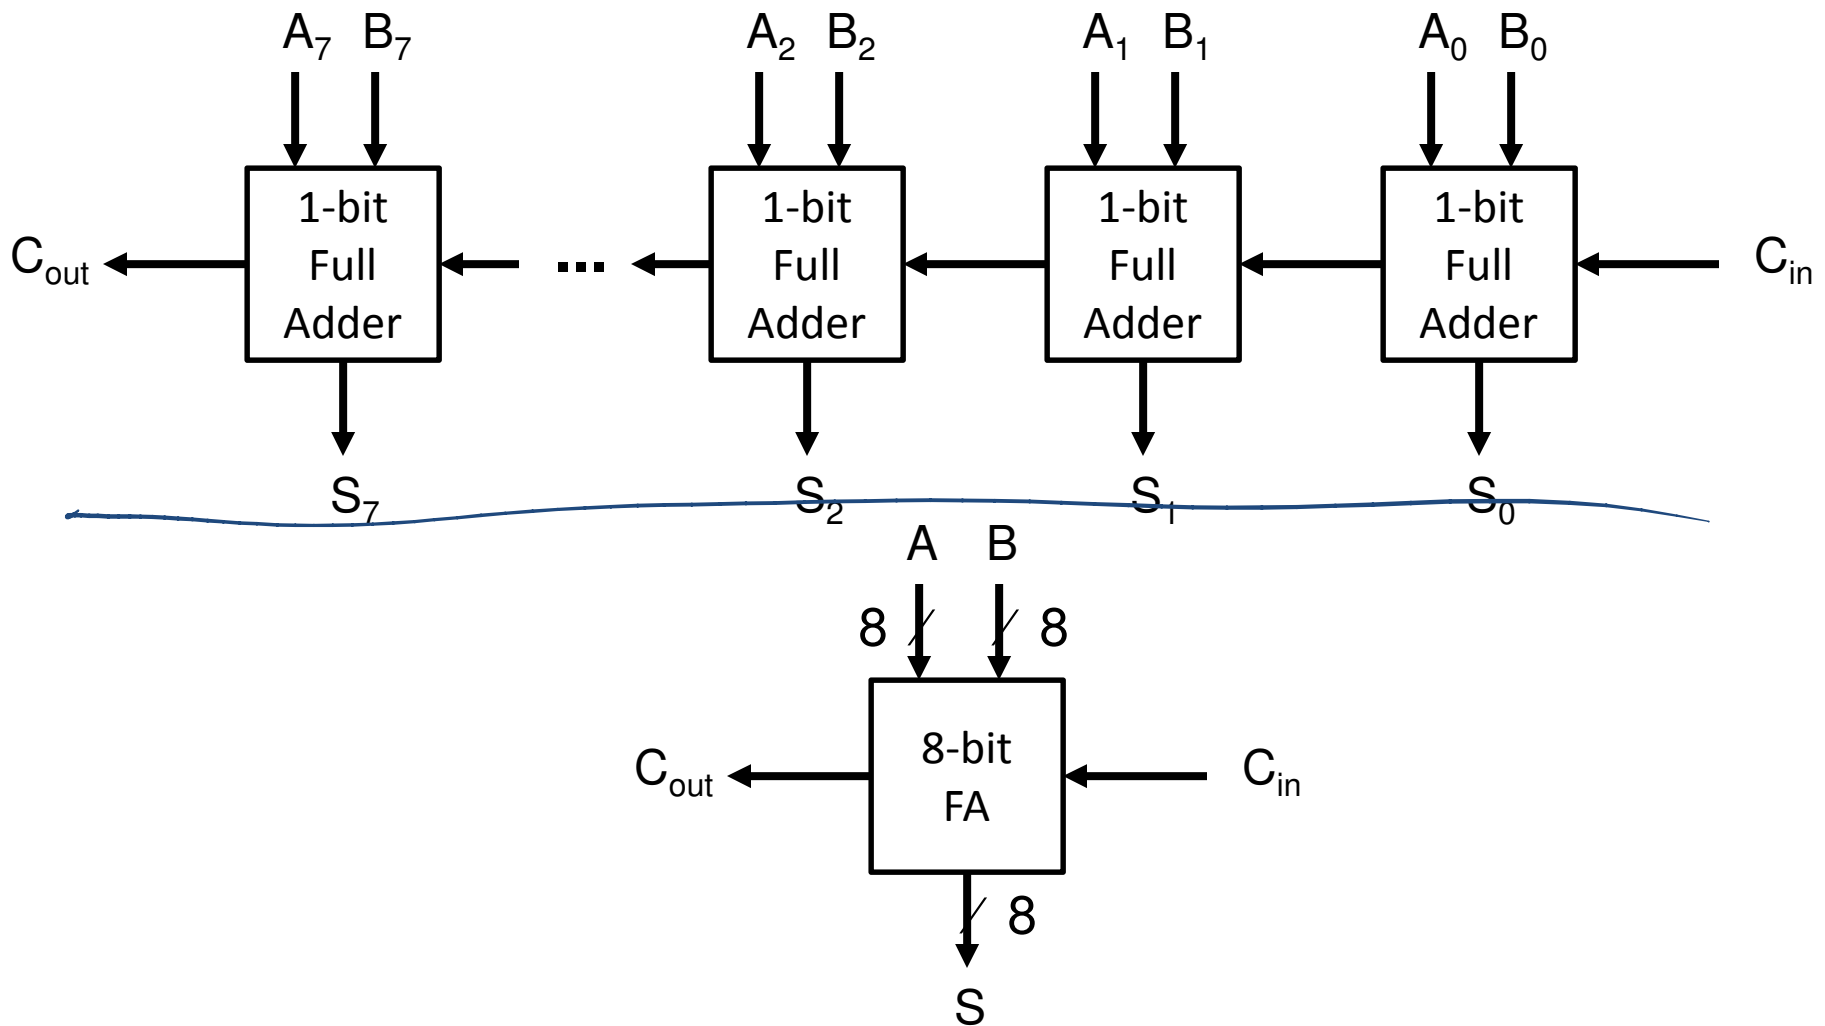 A7 B7 A2 B2 A1 B1 A0 B0
1-bit Full Adder
1-bit Full Adder
1-bit Full Adder
1-bit Full Adder
Cout ... Cin
S7 S2 S1 S0
A B
8 8
Cout 8-bit FA Cin
8
S